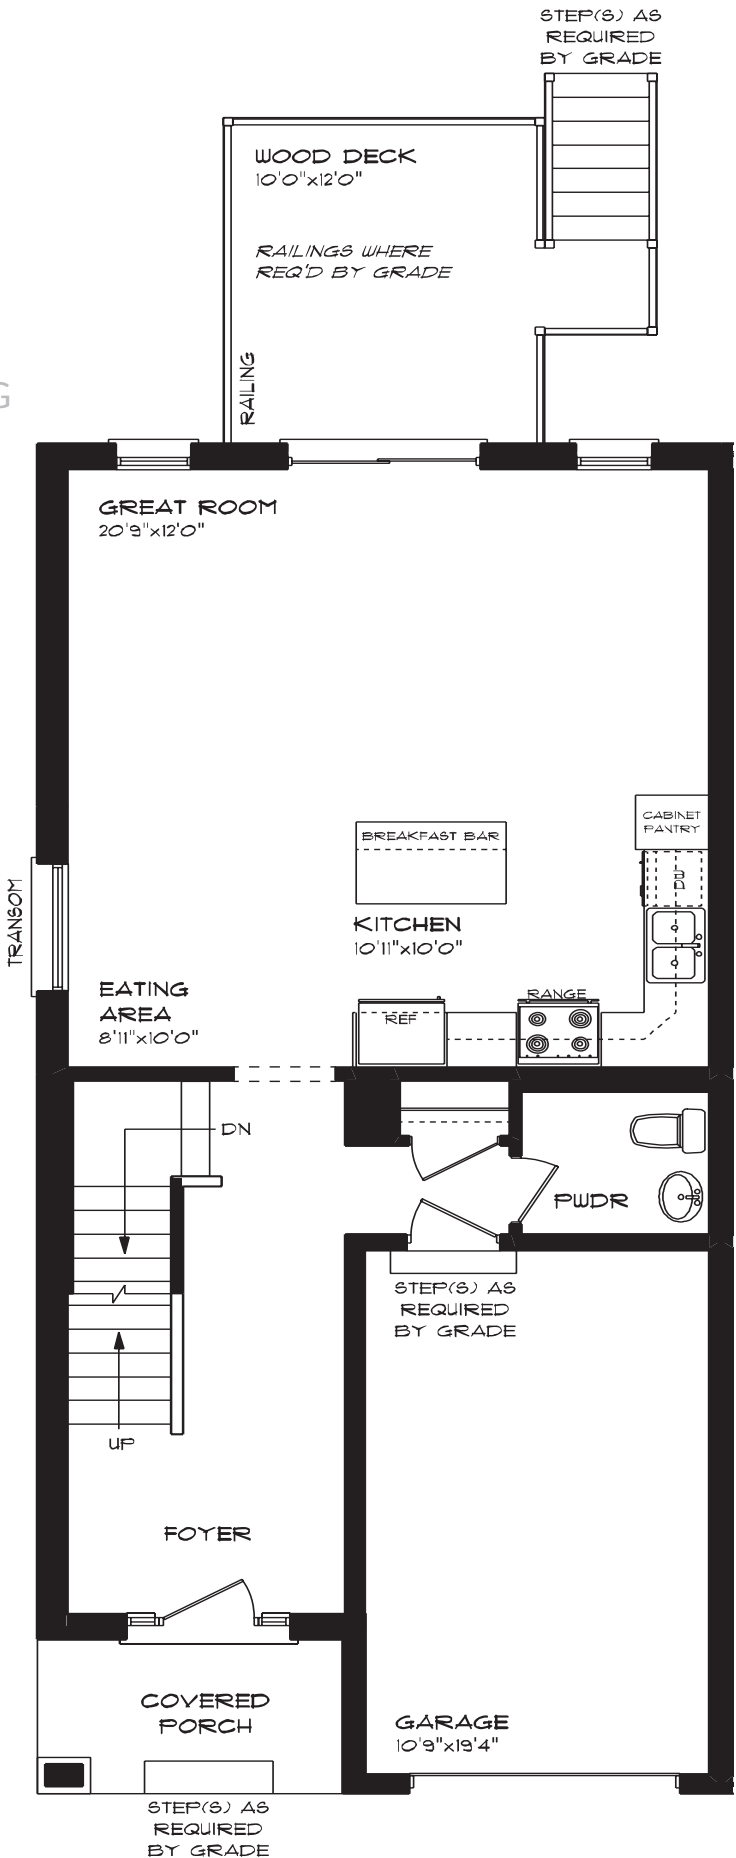 STEP(S) AS
REQUIRED
BY GRADE
WOOD DECK
10'0"x12'0"
RAILINGS WHERE
REQ'D BY GRADE
RAILING
G
GREAT ROOM
20'9"x12'0"
CABINET
PANTRY
BREAKFAST BAR
DW
TRANSOM
KITCHEN
10'11"x10'0"
EATING
AREA
8'11"x10'0"
RANGE
REF
DN
PWDR
STEP(S) AS
REQUIRED
BY GRADE
UP
FOYER
COVERED
PORCH
GARAGE
10'9"x19'4"
STEP(S) AS
REQUIRED
BY GRADE